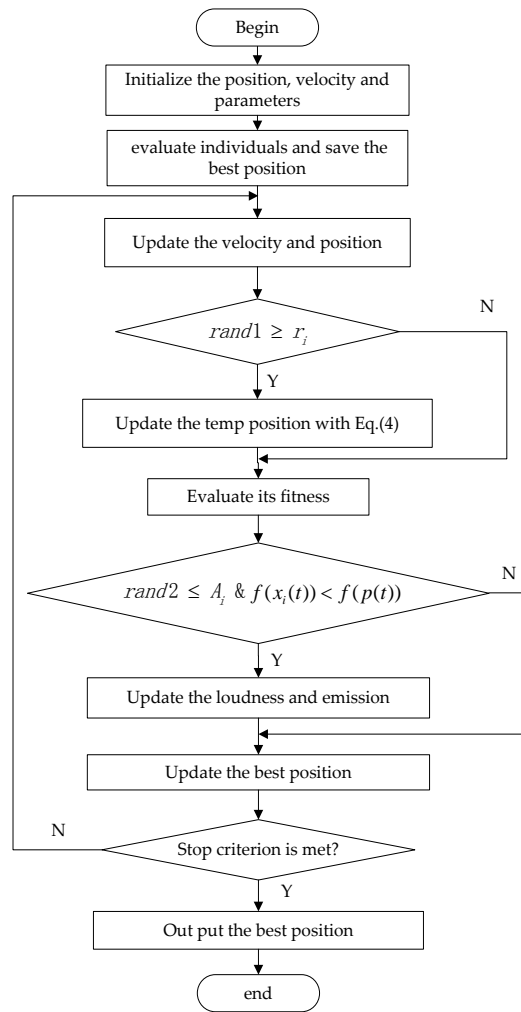 Begin
Initialize the position, velocity and
parameters
evaluate individuals and save the
best position
Update the velocity and position
rand1 ≥ r_i
N
Y
Update the temp position with Eq.(4)
Evaluate its fitness
rand2 ≤ A_i & f(x_i(t)) < f(p(t))
N
Y
Update the loudness and emission
Update the best position
N
Stop criterion is met?
Y
Out put the best position
end